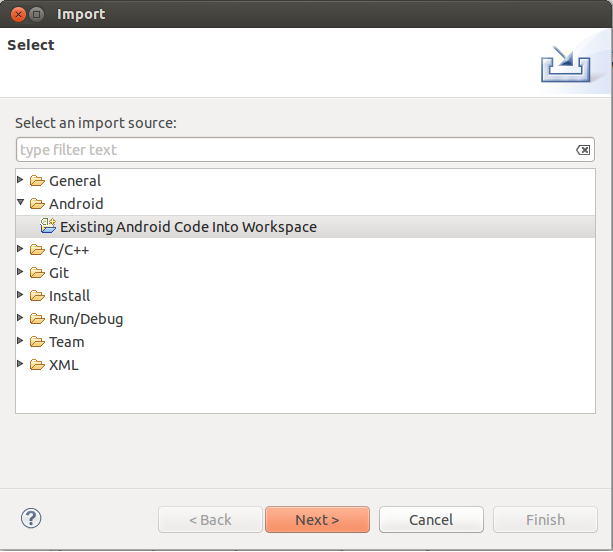 Import
Select
Select an import source:
type filter text
General
Android
Existing Android Code Into Workspace
C/C++
Git
Install
Run/Debug
Team
XML
?
< Back Next > Cancel Finish